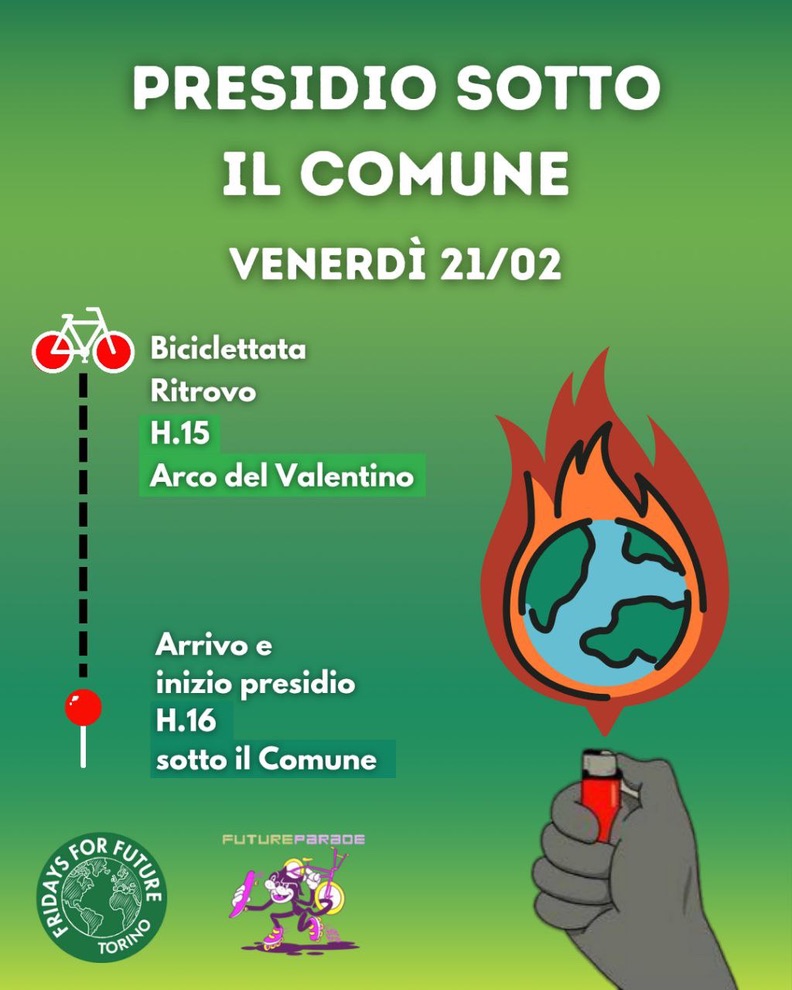 PRESIDIO SOTTO
IL COMUNE
VENERDÌ 21/02
Biciclettata
Ritrovo
H.15
Arco del Valentino
Arrivo e
inizio presidio
H.16
sotto il Comune
FRIDAYS FOR FUTURE
TORINO
FUTUREPARADE